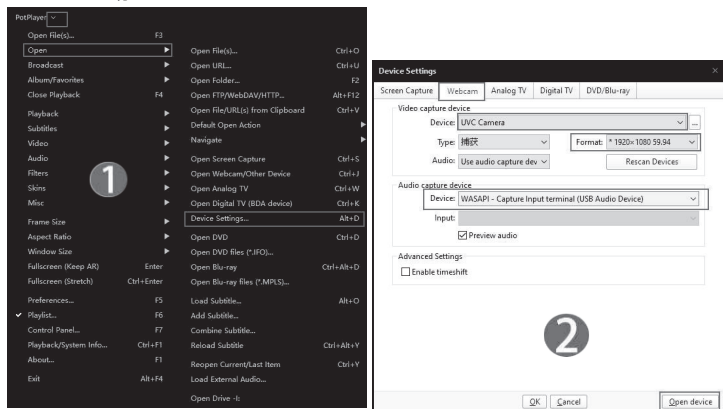 PotPlayer
Open File(s)... F3
Open
Broadcast
Album/Favorites
Close Playback F4
Playback
Subtitles
Video
Audio
Filters
Skins
Misc
Frame Size
Aspect Ratio
Window Size
Fullscreen (Keep AR) Enter
Fullscreen (Stretch) Ctrl+Enter
Preferences... F5
Playlist... F6
Control Panel... F7
Playback/System Info... Ctrl+F1
About... F1
Exit Alt+F4
1
Open File(s)... Ctrl+O
Open URL... Ctrl+U
Open Folder... F2
Open FTP/WebDAV/HTTP... Alt+F12
Open File/URL(s) from Clipboard Ctrl+V
Default Open Action
Navigate
Open Screen Capture Ctrl+S
Open Webcam/Other Device Ctrl+J
Open Analog TV Ctrl+W
Open Digital TV (BDA device) Ctrl+K
Device Settings... Alt+D
Open DVD Ctrl+D
Open DVD files (*.IFO)...
Open Blu-ray Ctrl+Alt+D
Open Blu-ray files (*.MPLS)...
Load Subtitle... Alt+O
Add Subtitle...
Combine Subtitle...
Reload Subtitle Ctrl+Alt+Y
Reopen Current/Last Item Ctrl+Y
Load External Audio...
Open Drive -I:
Device Settings ×
Screen Capture Webcam Analog TV Digital TV DVD/Blu-ray
Video capture device
Device: UVC Camera ...
Type: 捕获 Format: * 1920×1080 59.94
Audio: Use audio capture dev Rescan Devices
Audio capture device
Device: WASAPI - Capture Input terminal (USB Audio Device)
Input:
Preview audio
Advanced Settings
Enable timeshift
2
OK Cancel Open device